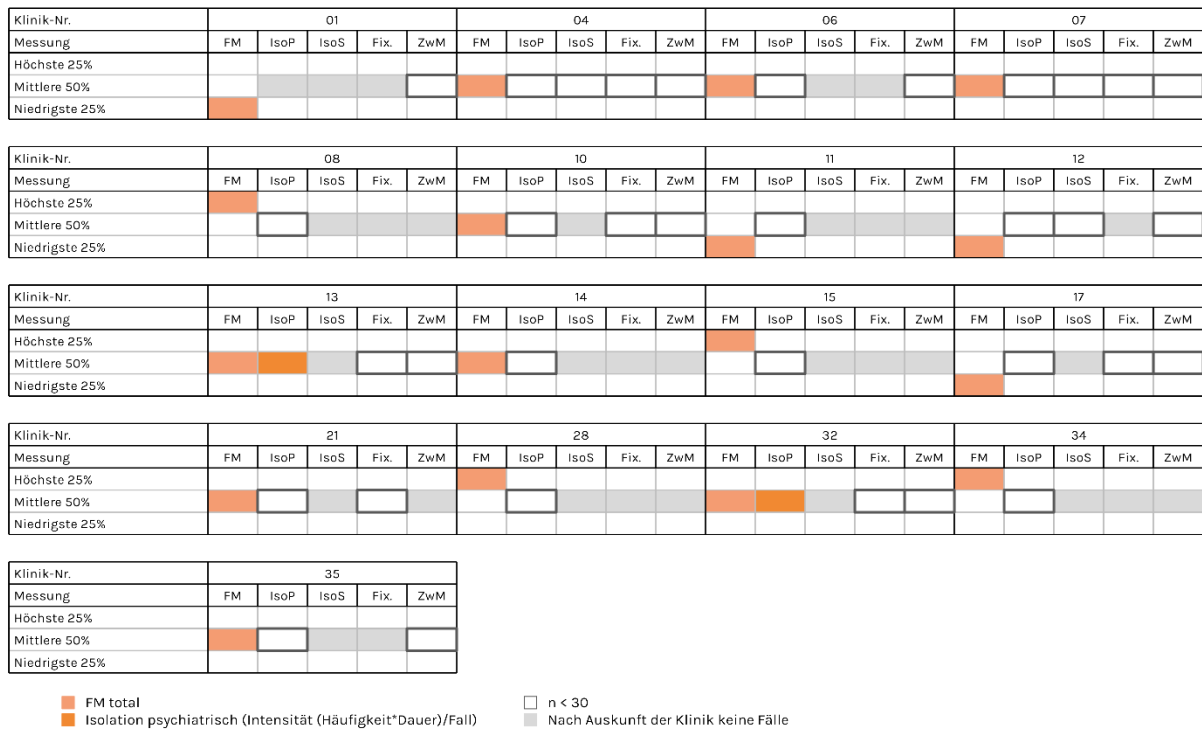 Klinik-Nr. 01 04 06 07
Messung FM IsoP IsoS Fix. ZwM FM IsoP IsoS Fix. ZwM FM IsoP IsoS Fix. ZwM FM IsoP IsoS Fix. ZwM
Höchste 25%
Mittlere 50%
Niedrigste 25%
Klinik-Nr. 08 10 11 12
Messung FM IsoP IsoS Fix. ZwM FM IsoP IsoS Fix. ZwM FM IsoP IsoS Fix. ZwM FM IsoP IsoS Fix. ZwM
Höchste 25%
Mittlere 50%
Niedrigste 25%
Klinik-Nr. 13 14 15 17
Messung FM IsoP IsoS Fix. ZwM FM IsoP IsoS Fix. ZwM FM IsoP IsoS Fix. ZwM FM IsoP IsoS Fix. ZwM
Höchste 25%
Mittlere 50%
Niedrigste 25%
Klinik-Nr. 21 28 32 34
Messung FM IsoP IsoS Fix. ZwM FM IsoP IsoS Fix. ZwM FM IsoP IsoS Fix. ZwM FM IsoP IsoS Fix. ZwM
Höchste 25%
Mittlere 50%
Niedrigste 25%
Klinik-Nr. 35
Messung FM IsoP IsoS Fix. ZwM
Höchste 25%
Mittlere 50%
Niedrigste 25%
FM total n < 30
Isolation psychiatrisch (Intensität (Häufigkeit*Dauer)/Fall) Nach Auskunft der Klinik keine Fälle